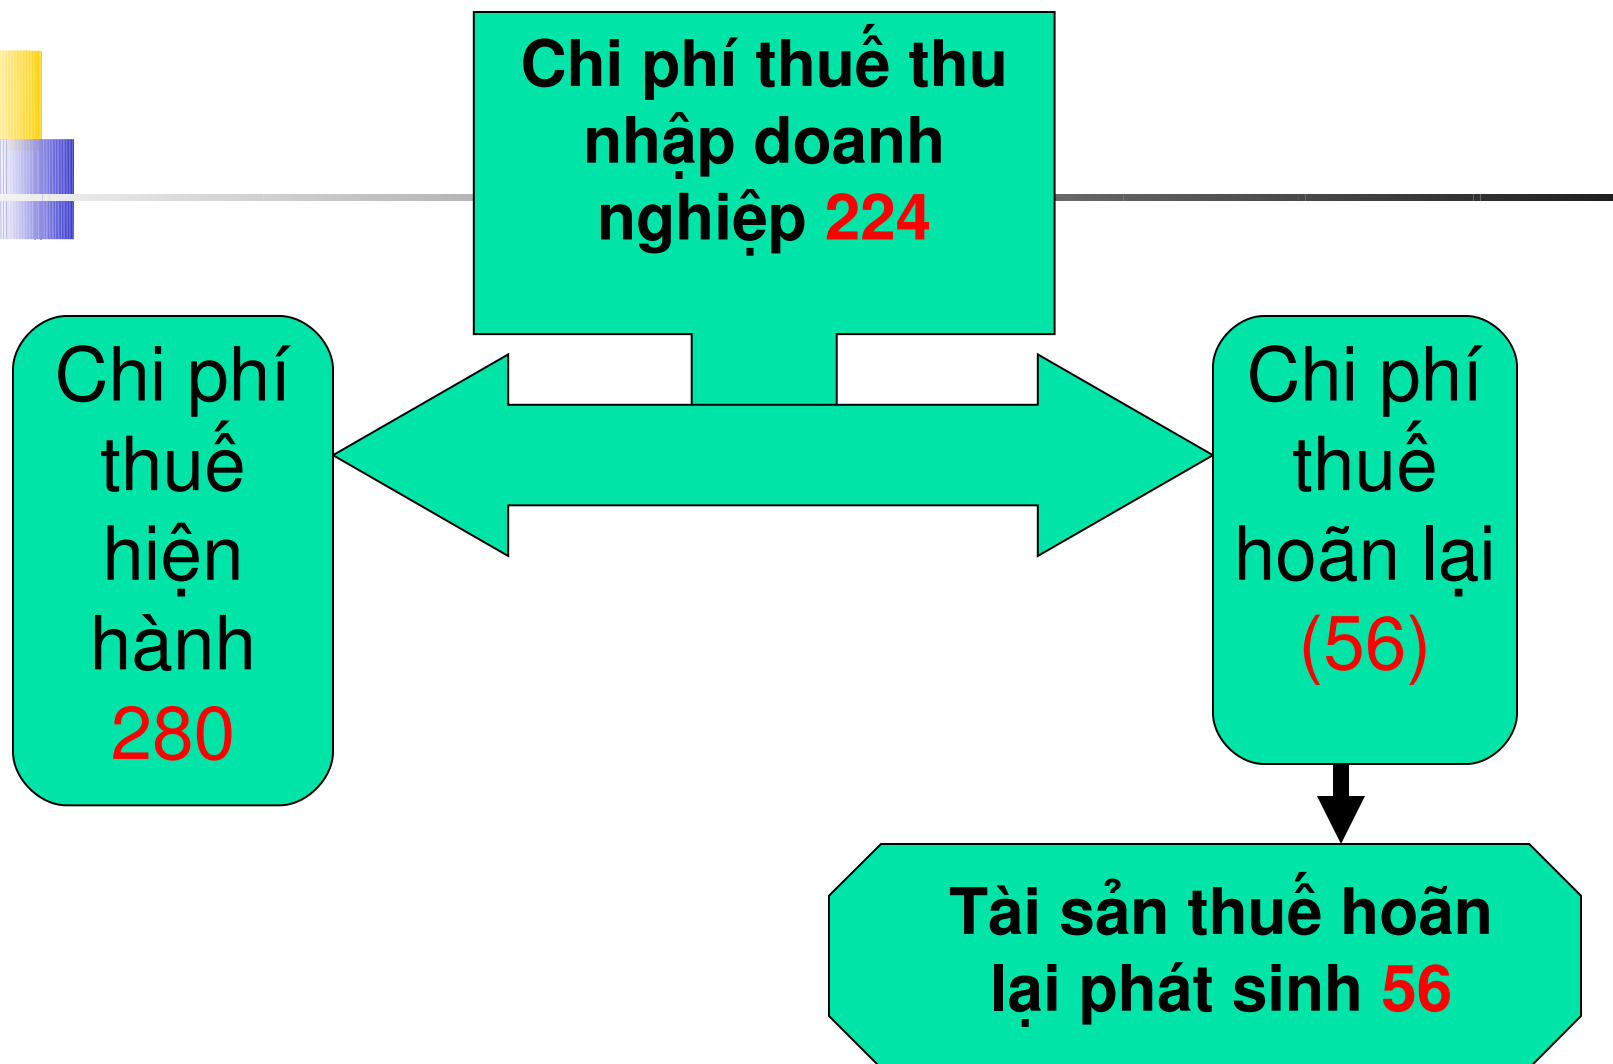 Chi phí thuế thu
nhập doanh
nghiệp 224
Chi phí
thuế
hiện
hành
280
Chi phí
thuế
hoãn lại
(56)
Tài sản thuế hoãn
lại phát sinh 56